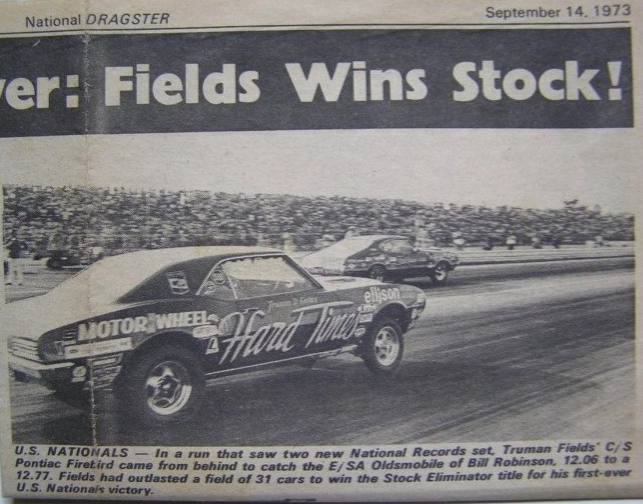 National DRAGSTER
September 14, 1973
ver: Fields Wins Stock!
ellison
Hard Times
MOTOR WHEEL
U.S. NATIONALS — In a run that saw two new National Records set, Truman Fields' C/S
Pontiac Firebird came from behind to catch the E/SA Oldsmobile of Bill Robinson, 12.06 to a
12.77. Fields had outlasted a field of 31 cars to win the Stock Eliminator title for his first-ever
U.S. Nationals victory.